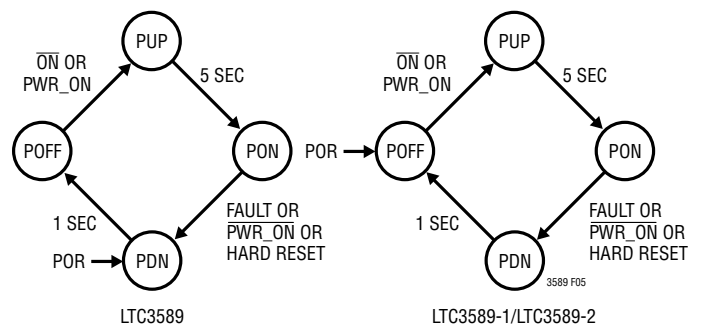 PUP
ON OR
PWR_ON
5 SEC
POFF
PON
1 SEC
FAULT OR
PWR_ON OR
HARD RESET
POR
PDN
LTC3589
PUP
ON OR
PWR_ON
5 SEC
POR
POFF
PON
1 SEC
FAULT OR
PWR_ON OR
HARD RESET
PDN
3589 F05
LTC3589-1/LTC3589-2